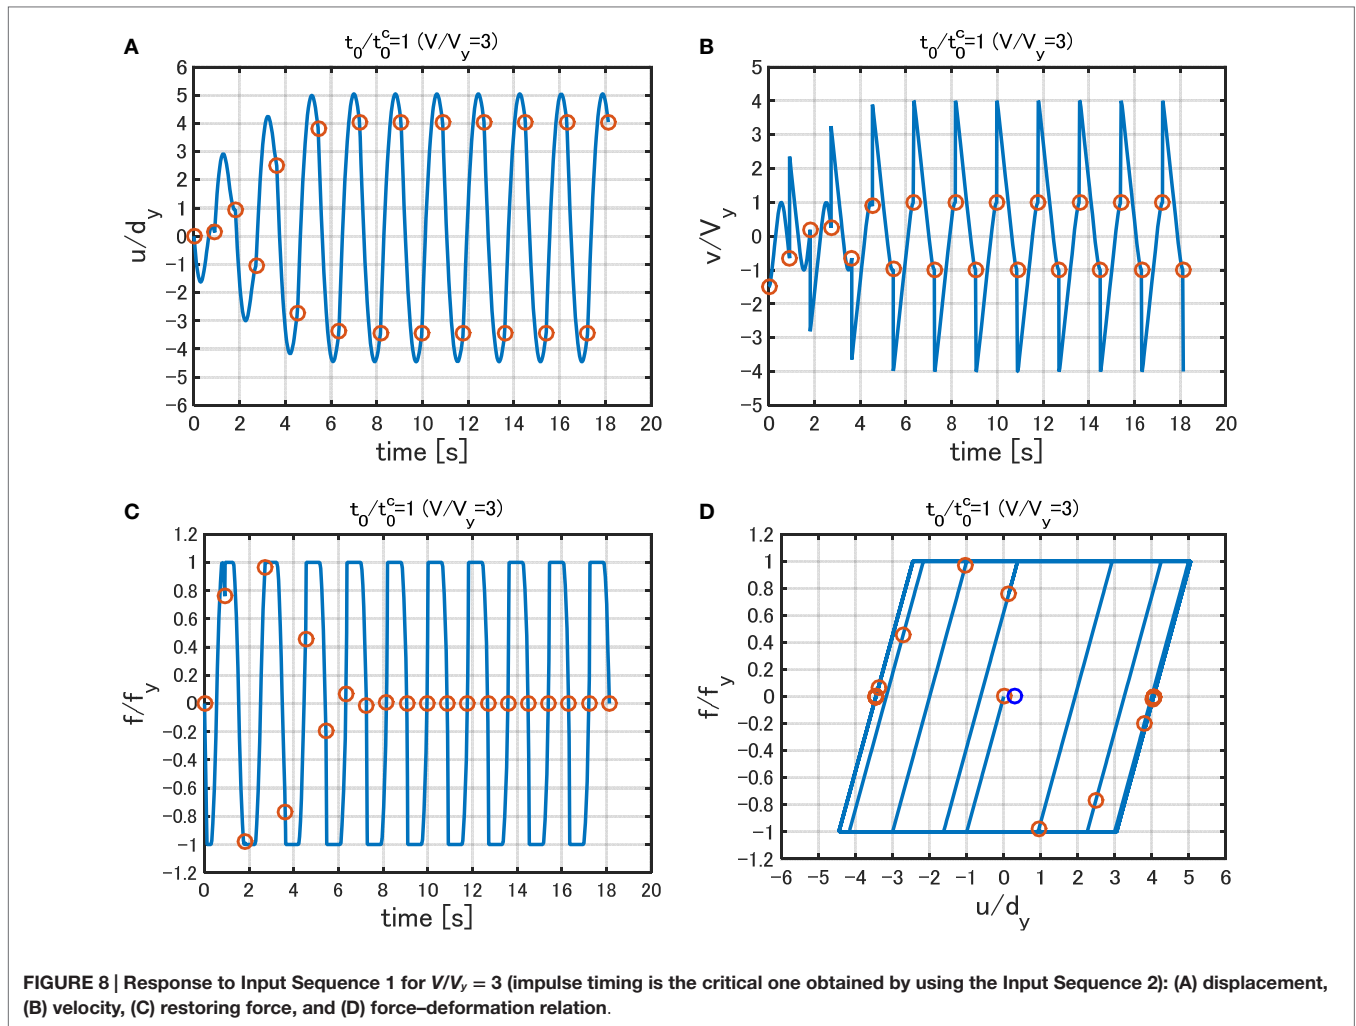 A
t₀/t₀ᶜ=1 (V/Vy=3)
6
5
4
3
2
1
0
−1
−2
−3
−4
−5
−6
u/dy
0 2 4 6 8 10 12 14 16 18 20
time [s]
B
t₀/t₀ᶜ=1 (V/Vy=3)
5
4
3
2
1
0
−1
−2
−3
−4
−5
v/Vy
0 2 4 6 8 10 12 14 16 18 20
time [s]
C
t₀/t₀ᶜ=1 (V/Vy=3)
1.2
1
0.8
0.6
0.4
0.2
0
−0.2
−0.4
−0.6
−0.8
−1
−1.2
f/fy
0 2 4 6 8 10 12 14 16 18 20
time [s]
D
t₀/t₀ᶜ=1 (V/Vy=3)
1.2
1
0.8
0.6
0.4
0.2
0
−0.2
−0.4
−0.6
−0.8
−1
−1.2
f/fy
−6 −5 −4 −3 −2 −1 0 1 2 3 4 5 6
u/dy
FIGURE 8 | Response to Input Sequence 1 for V/Vy = 3 (impulse timing is the critical one obtained by using the Input Sequence 2): (A) displacement,
(B) velocity, (C) restoring force, and (D) force–deformation relation.